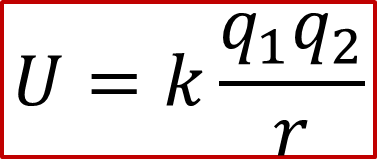 U = k q₁q₂/r